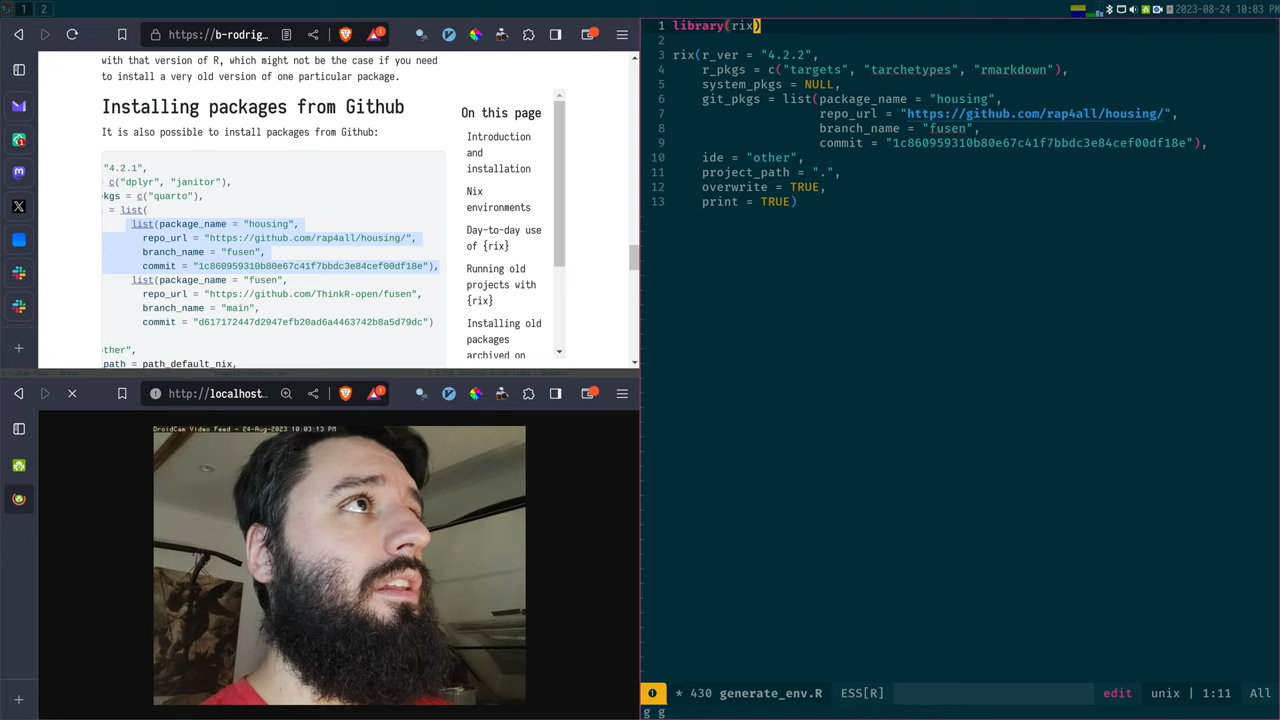 1 2
2023-08-24 10:03 PM
https://b-rodrig…
with that version of R, which might not be the case if you need
to install a very old version of one particular package.
Installing packages from Github
It is also possible to install packages from Github:
"4.2.1",
c("dplyr", "janitor"),
kgs = c("quarto"),
= list(
list(package_name = "housing",
repo_url = "https://github.com/rap4all/housing/",
branch_name = "fusen",
commit = "1c860959310b80e67c41f7bbdc3e84cef00df18e"),
list(package_name = "fusen",
repo_url = "https://github.com/ThinkR-open/fusen",
branch_name = "main",
commit = "d617172447d2947efb20ad6a4463742b8a5d79dc")
ther",
path = path_default_nix,
On this page
Introduction
and
installation
Nix
environments
Day-to-day use
of {rix}
Running old
projects with
{rix}
Installing old
packages
archived on
http://localhost…
DroidCam Video Feed - 24-Aug-2023 10:03:13 PM
1 library(rix)
2
3 rix(r_ver = "4.2.2",
4 r_pkgs = c("targets", "tarchetypes", "rmarkdown"),
5 system_pkgs = NULL,
6 git_pkgs = list(package_name = "housing",
7 repo_url = "https://github.com/rap4all/housing/",
8 branch_name = "fusen",
9 commit = "1c860959310b80e67c41f7bbdc3e84cef00df18e"),
10 ide = "other",
11 project_path = ".",
12 overwrite = TRUE,
13 print = TRUE)
* 430 generate_env.R ESS[R] edit unix | 1:11 All
g g